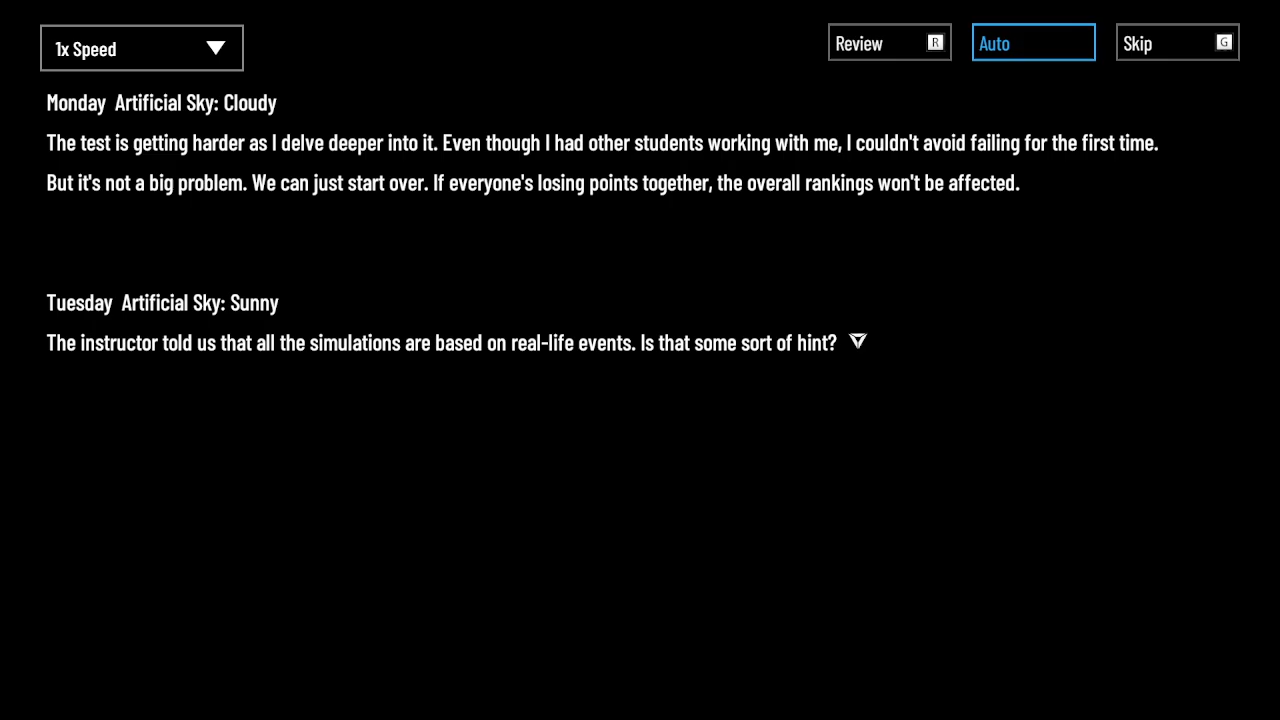 1x Speed
Review R
Auto
Skip G
Monday Artificial Sky: Cloudy
The test is getting harder as I delve deeper into it. Even though I had other students working with me, I couldn't avoid failing for the first time.
But it's not a big problem. We can just start over. If everyone's losing points together, the overall rankings won't be affected.
Tuesday Artificial Sky: Sunny
The instructor told us that all the simulations are based on real-life events. Is that some sort of hint?